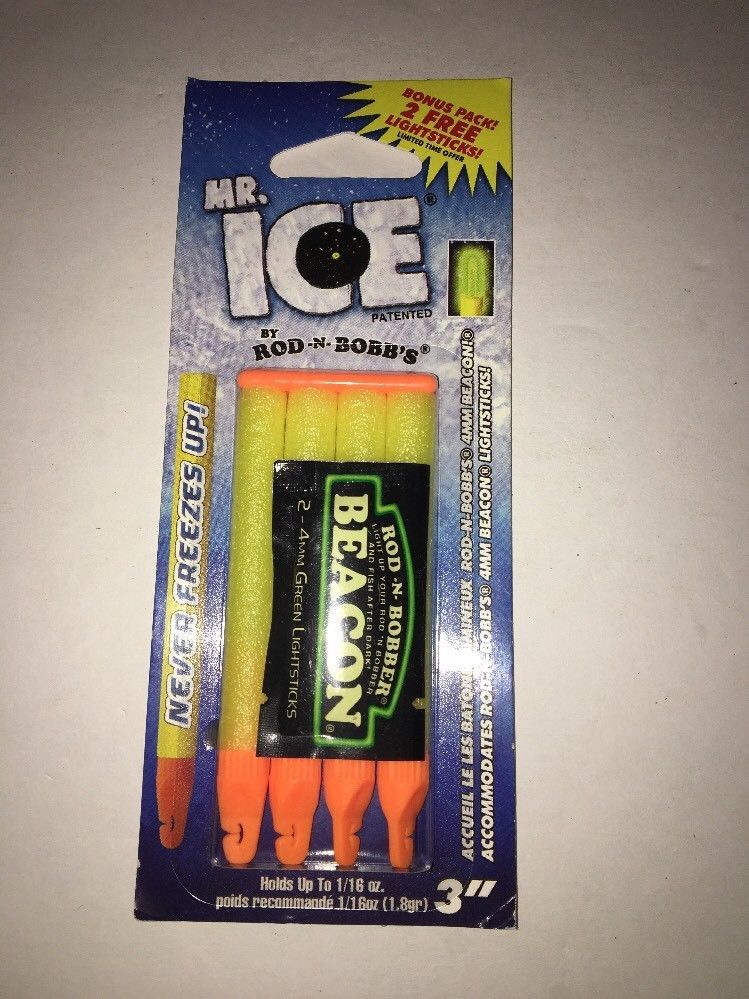 BONUS PACK!
2 FREE
LIGHTSTICKS!
LIMITED TIME OFFER
MR.
ICE®
PATENTED
BY
ROD -N- BOBB'S®
NEVER FREEZES UP!
ROD -N- BOBBER®
LIGHT UP YOUR ROD 'N BOBBER
AND FISH AFTER DARK!
BEACON®
2 - 4MM GREEN LIGHTSTICKS
ACCUEIL LE LES ROD-N-BOBB'S® 4MM BEACON!®
ACCOMMODATES ROD-N-BOBB'S® 4MM BEACON® LIGHTSTICKS!
Holds Up To 1/16 oz.
poids recommandé 1/16oz (1.8gr)
3"